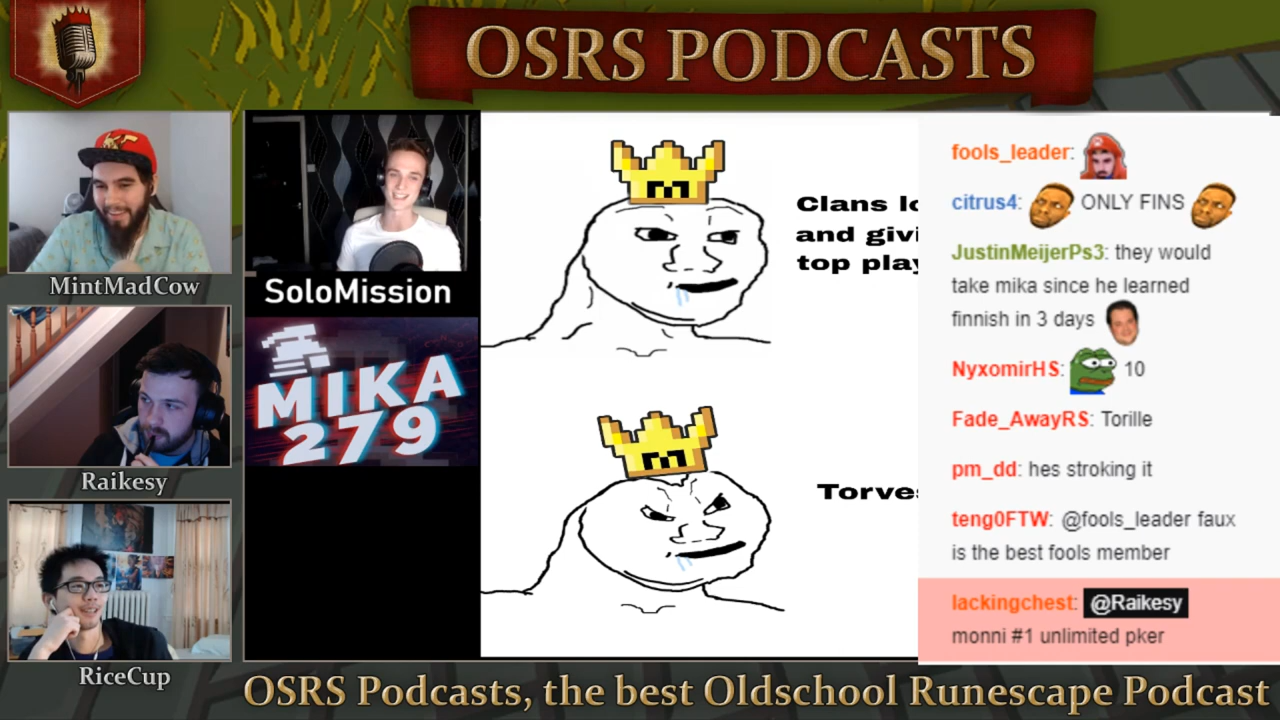 OSRS PODCASTS
MintMadCow
Raikesy
RiceCup
SoloMission
MIKA
279
Clans lo
and givi
top play
Torves
fools_leader:
citrus4: ONLY FINS
JustinMeijerPs3: they would
take mika since he learned
finnish in 3 days
NyxomirHS: 10
Fade_AwayRS: Torille
pm_dd: hes stroking it
teng0FTW: @fools_leader faux
is the best fools member
lackingchest: @Raikesy
monni #1 unlimited pker
OSRS Podcasts, the best Oldschool Runescape Podcast